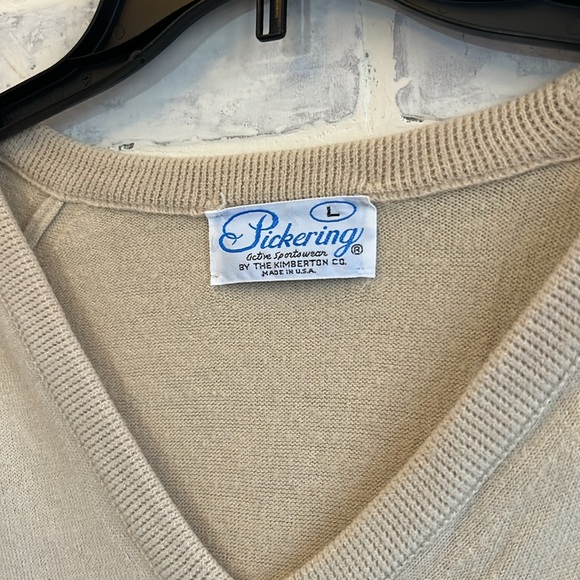 L
Pickering®
Active Sportswear
BY THE KIMBERTON CO.
MADE IN U.S.A.